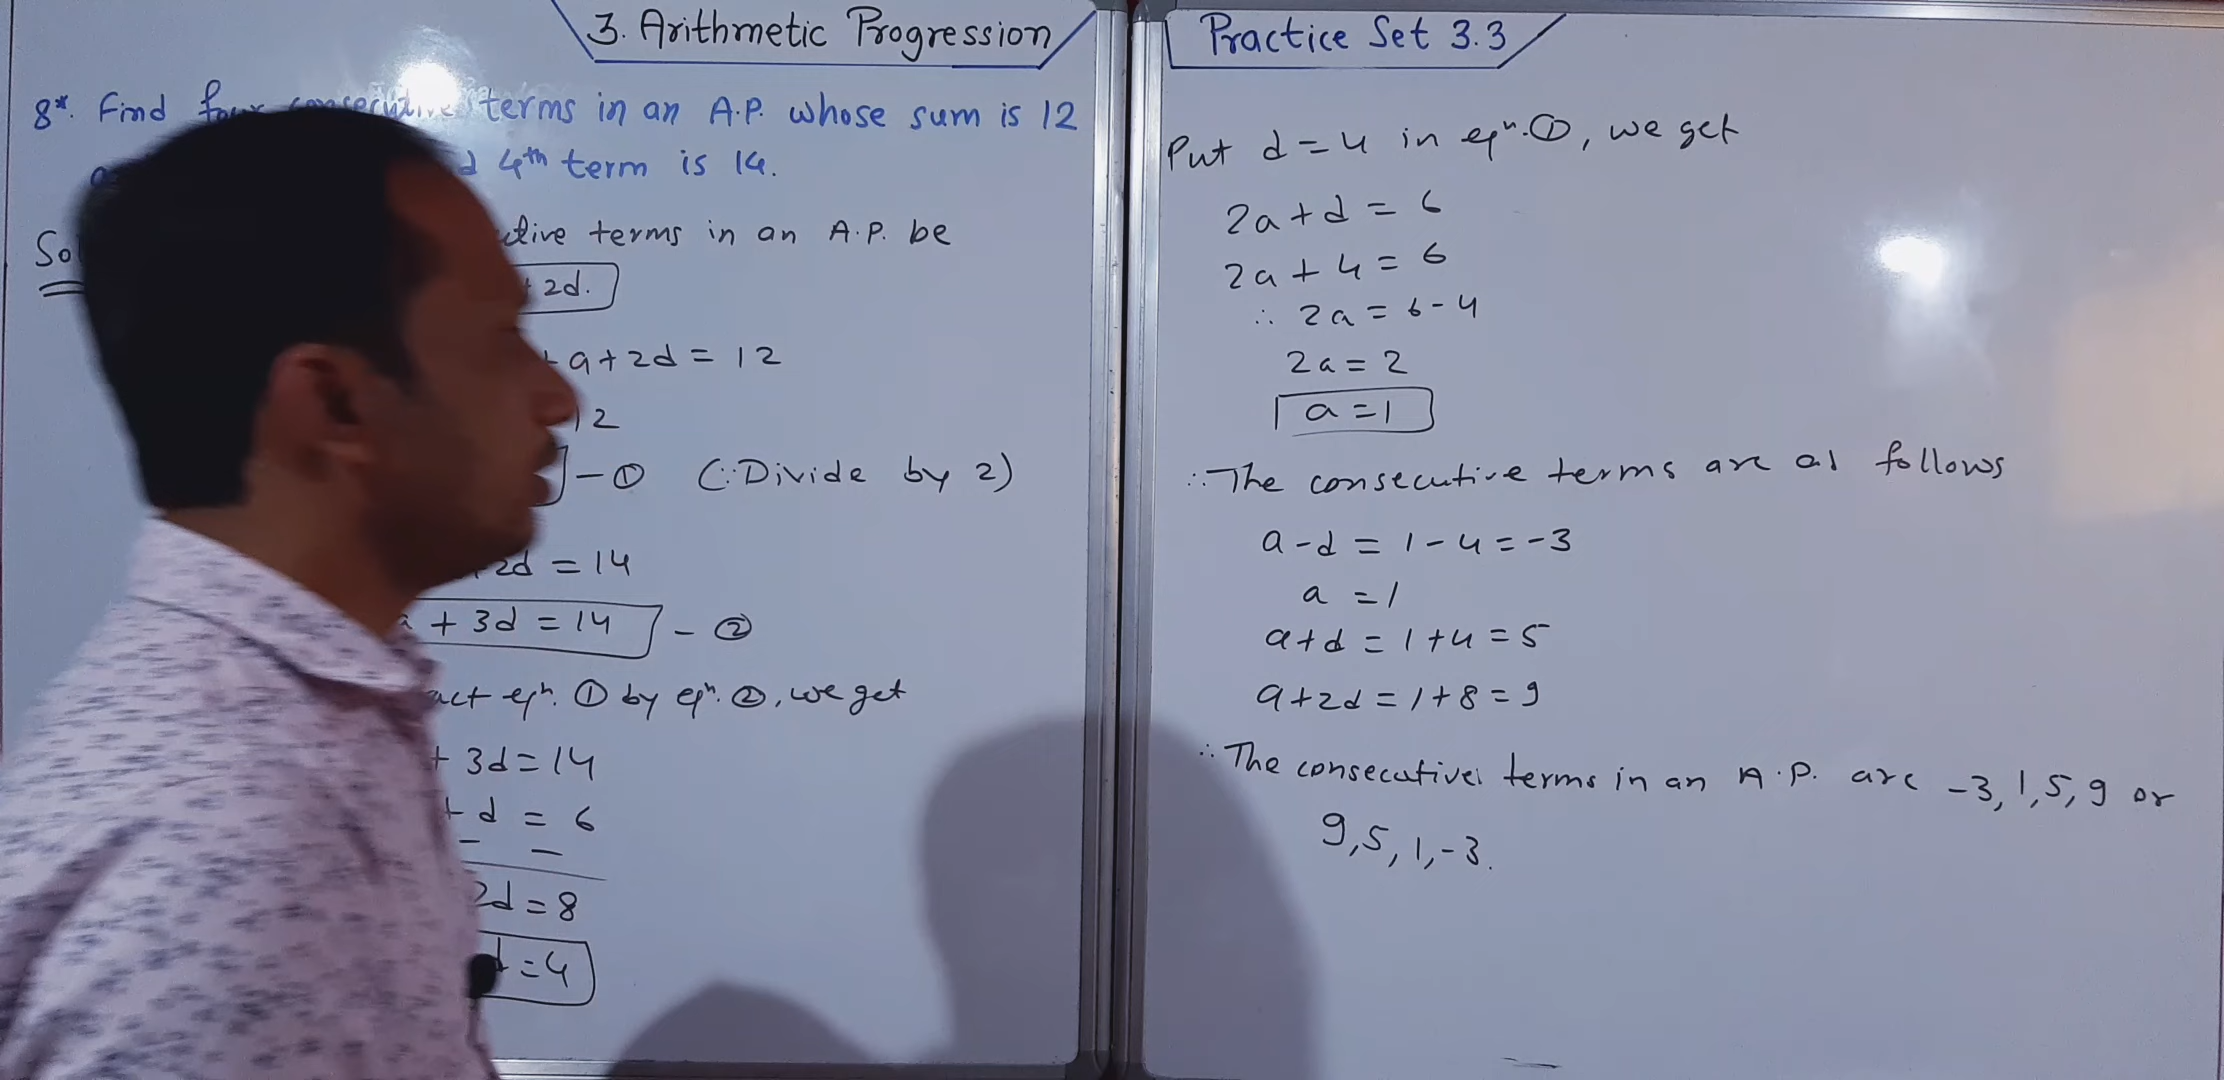 3. Arithmetic Progression
8*. Find four consecutive terms in an A.P. whose sum is 12
4th term is 14.
terms in an A.P. be
2d.
+ a + 2d = 12
12
— ① (∵ Divide by 2)
2d = 14
+ 3d = 14 — ②
eqn. ① by eqn. ②, we get
+ 3d = 14
+ d = 6
– –
2d = 8
d = 4
Practice Set 3.3
Put d = 4 in eqn. ①, we get
2a + d = 6
2a + 4 = 6
∴ 2a = 6 - 4
2a = 2
a = 1
∴ The consecutive terms are as follows
a - d = 1 - 4 = -3
a = 1
a + d = 1 + 4 = 5
a + 2d = 1 + 8 = 9
∴ The consecutive terms in an A.P. are -3, 1, 5, 9 or
9, 5, 1, -3.